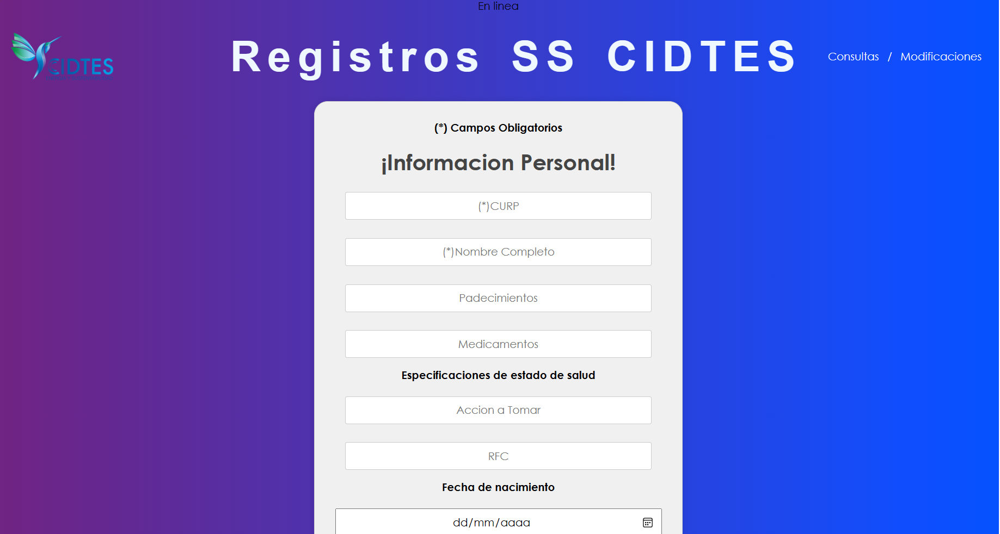 En linea
CIDTES
Registros SS CIDTES
Consultas / Modificaciones
(*) Campos Obligatorios
¡Informacion Personal!
(*)CURP
(*)Nombre Completo
Padecimientos
Medicamentos
Especificaciones de estado de salud
Accion a Tomar
RFC
Fecha de nacimiento
dd/mm/aaaa